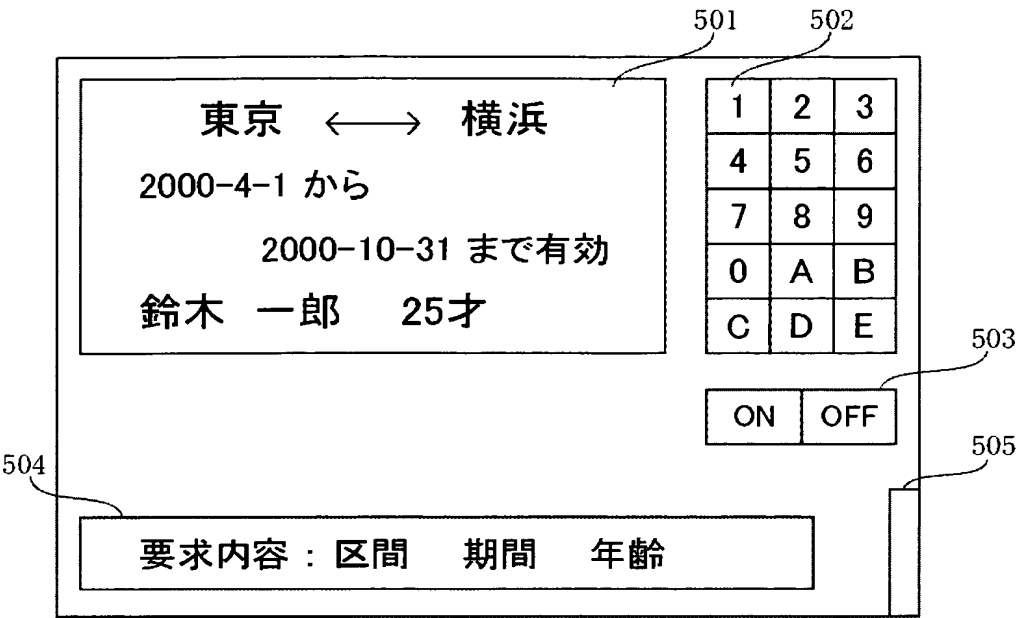 501 502
東京 ←→ 横浜
2000-4-1 から
2000-10-31 まで有効
鈴木 一郎 25才
1 2 3
4 5 6
7 8 9
0 A B
C D E
503
ON OFF
505
504
要求内容：区間 期間 年齢